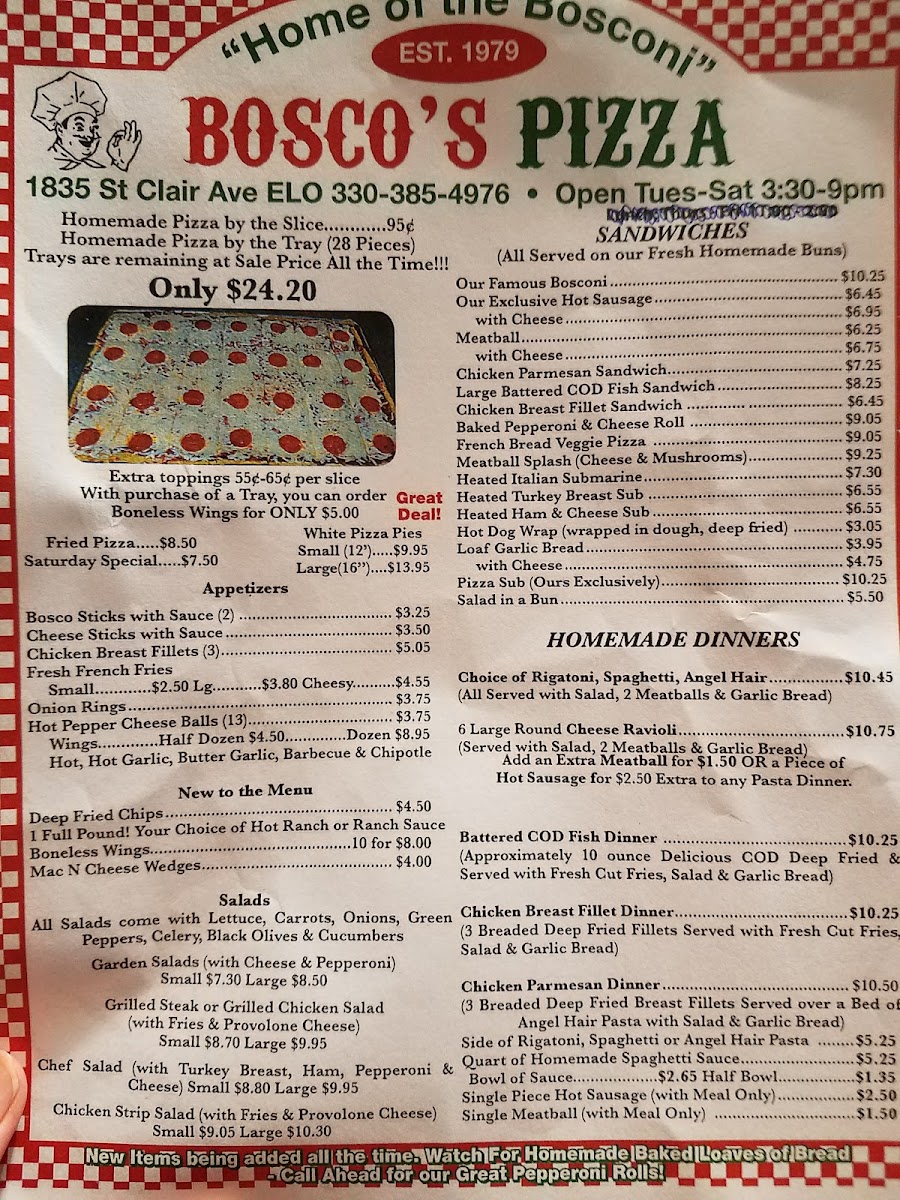 "Home of the Bosconi"
EST. 1979
BOSCO'S PIZZA
1835 St Clair Ave ELO 330-385-4976 • Open Tues-Sat 3:30-9pm
Homemade Pizza by the Slice............95¢
Homemade Pizza by the Tray (28 Pieces)
Trays are remaining at Sale Price All the Time!!!
Only $24.20
Extra toppings 55¢-65¢ per slice
With purchase of a Tray, you can order
Boneless Wings for ONLY $5.00
Great
Deal!
Fried Pizza.....$8.50
Saturday Special.....$7.50
White Pizza Pies
Small (12').....$9.95
Large(16")....$13.95
Appetizers
Bosco Sticks with Sauce (2) ................................ $3.25
Cheese Sticks with Sauce................................... $3.50
Chicken Breast Fillets (3)................................... $5.05
Fresh French Fries
Small............$2.50 Lg..........$3.80 Cheesy........$4.55
Onion Rings..................................................... $3.75
Hot Pepper Cheese Balls (13)............................. $3.75
Wings.............Half Dozen $4.50.............Dozen $8.95
Hot, Hot Garlic, Butter Garlic, Barbecue & Chipotle
New to the Menu
Deep Fried Chips.............................................. $4.50
1 Full Pound! Your Choice of Hot Ranch or Ranch Sauce
Boneless Wings.........................................10 for $8.00
Mac N Cheese Wedges...................................... $4.00
Salads
All Salads come with Lettuce, Carrots, Onions, Green
Peppers, Celery, Black Olives & Cucumbers
Garden Salads (with Cheese & Pepperoni)
Small $7.30 Large $8.50
Grilled Steak or Grilled Chicken Salad
(with Fries & Provolone Cheese)
Small $8.70 Large $9.95
Chef Salad (with Turkey Breast, Ham, Pepperoni &
Cheese) Small $8.80 Large $9.95
Chicken Strip Salad (with Fries & Provolone Cheese)
Small $9.05 Large $10.30
SANDWICHES
(All Served on our Fresh Homemade Buns)
Our Famous Bosconi................................................ $10.25
Our Exclusive Hot Sausage....................................... $6.45
with Cheese........................................................ $6.95
Meatball................................................................ $6.25
with Cheese........................................................ $6.75
Chicken Parmesan Sandwich.................................... $7.25
Large Battered COD Fish Sandwich.......................... $8.25
Chicken Breast Fillet Sandwich ............. ..................... $6.45
Baked Pepperoni & Cheese Roll ............................... $9.05
French Bread Veggie Pizza ...................................... $9.05
Meatball Splash (Cheese & Mushrooms).................... $9.25
Heated Italian Submarine......................................... $7.30
Heated Turkey Breast Sub ....................................... $6.55
Heated Ham & Cheese Sub ...................................... $6.55
Hot Dog Wrap (wrapped in dough, deep fried) .......... $3.05
Loaf Garlic Bread.................................................... $3.95
with Cheese........................................................ $4.75
Pizza Sub (Ours Exclusively).................................... $10.25
Salad in a Bun......................................................... $5.50
HOMEMADE DINNERS
Choice of Rigatoni, Spaghetti, Angel Hair................$10.45
(All Served with Salad, 2 Meatballs & Garlic Bread)
6 Large Round Cheese Ravioli...................................$10.75
(Served with Salad, 2 Meatballs & Garlic Bread)
Add an Extra Meatball for $1.50 OR a Piece of
Hot Sausage for $2.50 Extra to any Pasta Dinner.
Battered COD Fish Dinner ......................................$10.25
(Approximately 10 ounce Delicious COD Deep Fried &
Served with Fresh Cut Fries, Salad & Garlic Bread)
Chicken Breast Fillet Dinner....................................$10.25
(3 Breaded Deep Fried Fillets Served with Fresh Cut Fries,
Salad & Garlic Bread)
Chicken Parmesan Dinner....................................... $10.50
(3 Breaded Deep Fried Breast Fillets Served over a Bed of
Angel Hair Pasta with Salad & Garlic Bread)
Side of Rigatoni, Spaghetti or Angel Hair Pasta ........$5.25
Quart of Homemade Spaghetti Sauce........................$5.25
Bowl of Sauce..................$2.65 Half Bowl................$1.35
Single Piece Hot Sausage (with Meal Only)................$2.50
Single Meatball (with Meal Only) .............................$1.50
New Items being added all the time. Watch For Homemade Baked Loaves of Bread
- Call Ahead for our Great Pepperoni Rolls!